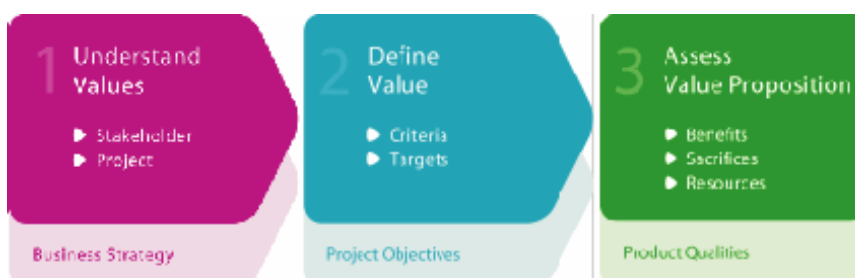 1
Understand
Values
Stakeholder
Project
Business Strategy
2
Define
Value
Criteria
Targets
Project Objectives
3
Assess
Value Proposition
Benefits
Sacrifices
Resources
Product Qualities